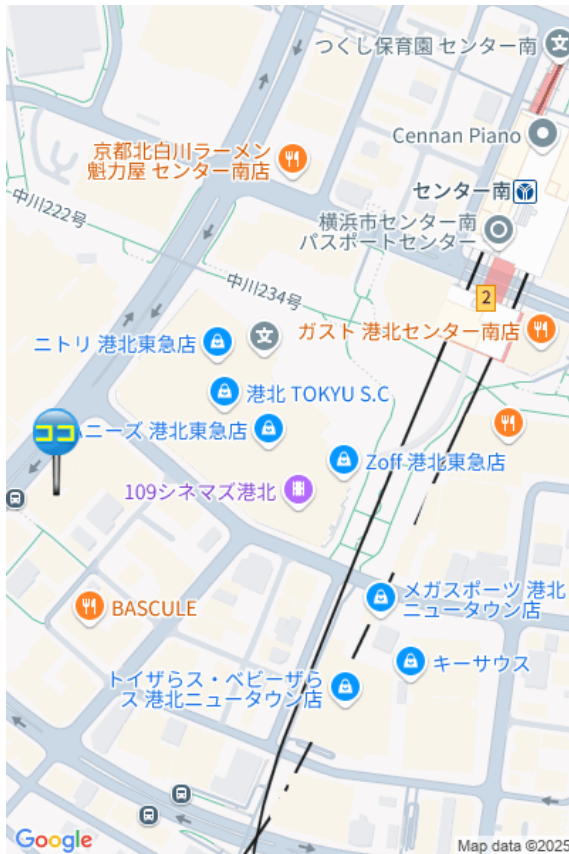 つくし保育園 センター南
Cennan Piano
京都北白川ラーメン
魁力屋 センター南店
センター南
中川222号
横浜市センター南
パスポートセンター
中川234号
2
ガスト 港北センター南店
ニトリ 港北東急店
文
文
港北 TOKYU S.C
ココ
ハニーズ 港北東急店
Zoff 港北東急店
109シネマズ港北
メガスポーツ 港北
ニュータウン店
BASCULE
キーサウス
トイザらス・ベビーザら
ス 港北ニュータウン店
Google
Map data ©2025